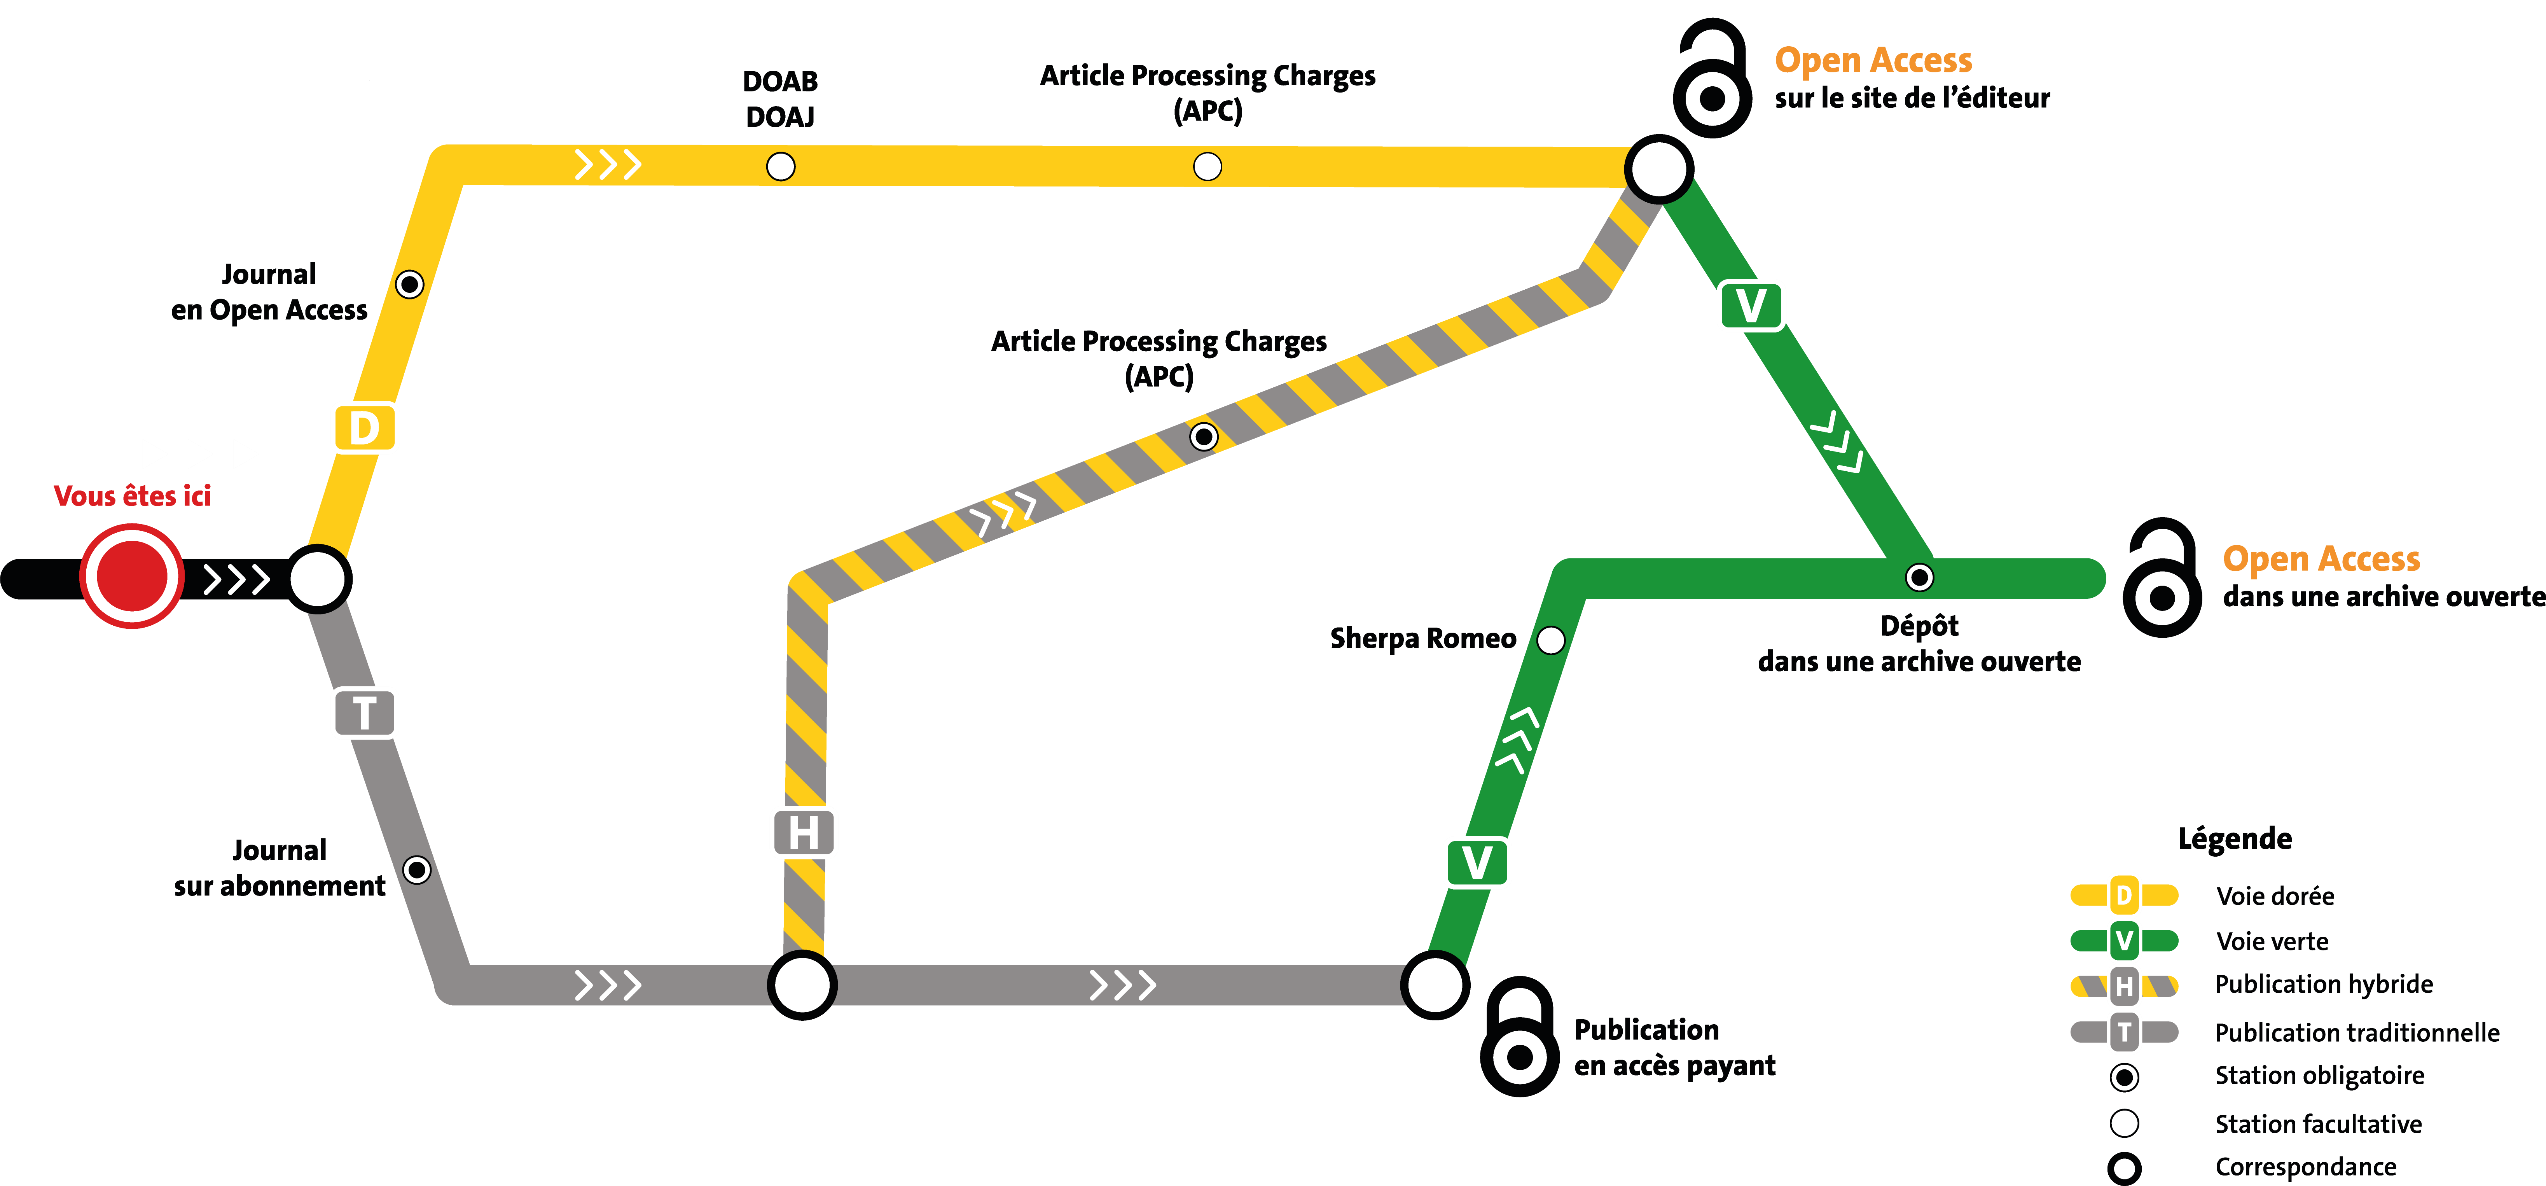 DOAB
DOAJ
Article Processing Charges
(APC)
Open Access
sur le site de l'éditeur
Journal
en Open Access
D
V
Article Processing Charges
(APC)
Vous êtes ici
Open Access
dans une archive ouverte
Sherpa Romeo
Dépôt
dans une archive ouverte
T
H
V
Journal
sur abonnement
Publication
en accès payant
Légende
D Voie dorée
V Voie verte
H Publication hybride
T Publication traditionnelle
Station obligatoire
Station facultative
Correspondance